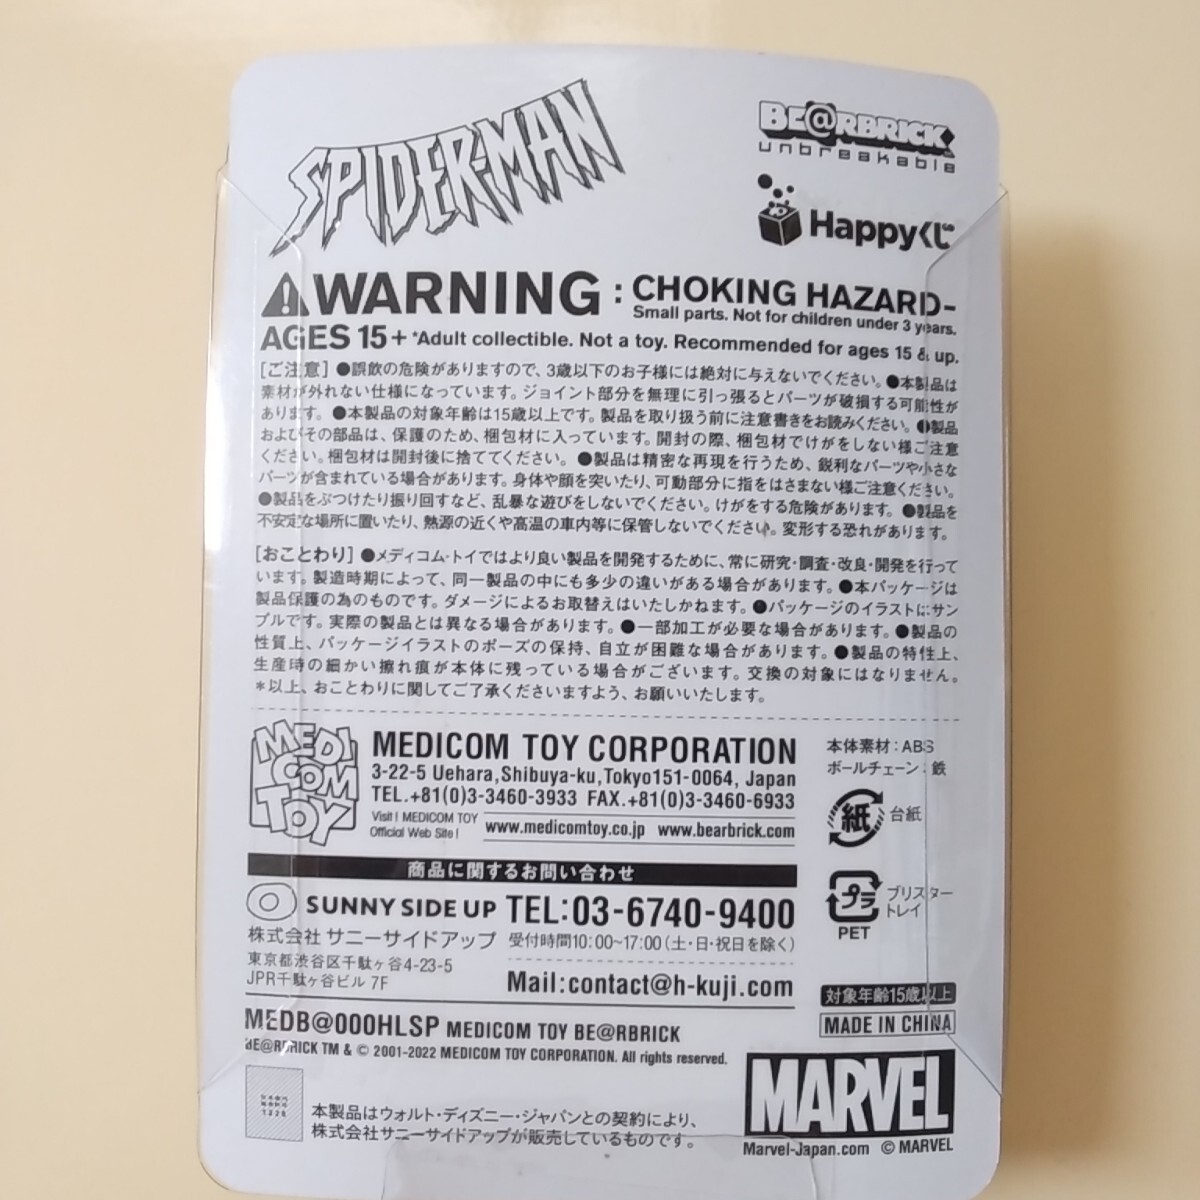 SPIDER-MAN
BE@RBRICK
unbreakable
Happyくじ
WARNING : CHOKING HAZARD-
Small parts. Not for children under 3 years.
AGES 15+ *Adult collectible. Not a toy. Recommended for ages 15 & up.
[ご注意] ●誤飲の危険がありますので、3歳以下のお子様には絶対に与えないでください。●本製品は
素材が外れない仕様になっています。ジョイント部分を無理に引っ張るとパーツが破損する可能性が
あります。●本製品の対象年齢は15歳以上です。製品を取り扱う前に注意書きをお読みください。●製品
およびその部品は、保護のため、梱包材に入っています。開封の際、梱包材でけがをしない様ご注意
ください。梱包材は開封後に捨ててください。●製品は精密な再現を行うため、鋭利なパーツや小さな
パーツが含まれている場合があります。身体や顔を突いたり、可動部分に指をはさまない様ご注意ください。
●製品をぶつけたり振り回すなど、乱暴な遊びをしないでください。けがをする危険があります。●製品を
不安定な場所に置いたり、熱源の近くや高温の車内等に保管しないでください。変形する恐れがあります。
[おことわり] ●メディコム・トイではより良い製品を開発するために、常に研究・調査・改良・開発を行って
います。製造時期によって、同一製品の中にも多少の違いがある場合があります。●本パッケージは
製品保護の為のものです。ダメージによるお取替えはいたしかねます。●パッケージのイラストはサン
プルです。実際の製品とは異なる場合があります。●一部加工が必要な場合があります。●製品の
性質上、パッケージイラストのポーズの保持、自立が困難な場合があります。●製品の特性上、
生産時の細かい擦れ痕が本体に残っている場合がございます。交換の対象にはなりません。
*以上、おことわりに関してご了承くださいますよう、お願いいたします。
MEDI
COM
TOY
MEDICOM TOY CORPORATION
3-22-5 Uehara,Shibuya-ku,Tokyo151-0064, Japan
TEL.+81(0)3-3460-3933 FAX.+81(0)3-3460-6933
Visit ! MEDICOM TOY
Official Web Site !
www.medicomtoy.co.jp www.bearbrick.com
本体素材：ABS
ボールチェーン：鉄
紙
台紙
プラ
PET
ブリスター
トレイ
商品に関するお問い合わせ
SUNNY SIDE UP
株式会社 サニーサイドアップ
東京都渋谷区千駄ヶ谷4-23-5
JPR千駄ヶ谷ビル 7F
TEL:03-6740-9400
受付時間10:00~17:00(土・日・祝日を除く)
Mail:contact@h-kuji.com
対象年齢15歳以上
MADE IN CHINA
MEDB@000HLSP MEDICOM TOY BE@RBRICK
BE@RBRICK TM & © 2001-2022 MEDICOM TOY CORPORATION. All rights reserved.
本製品はウォルト・ディズニー・ジャパンとの契約により、
株式会社サニーサイドアップが販売しているものです。
MARVEL
Marvel-Japan.com © MARVEL